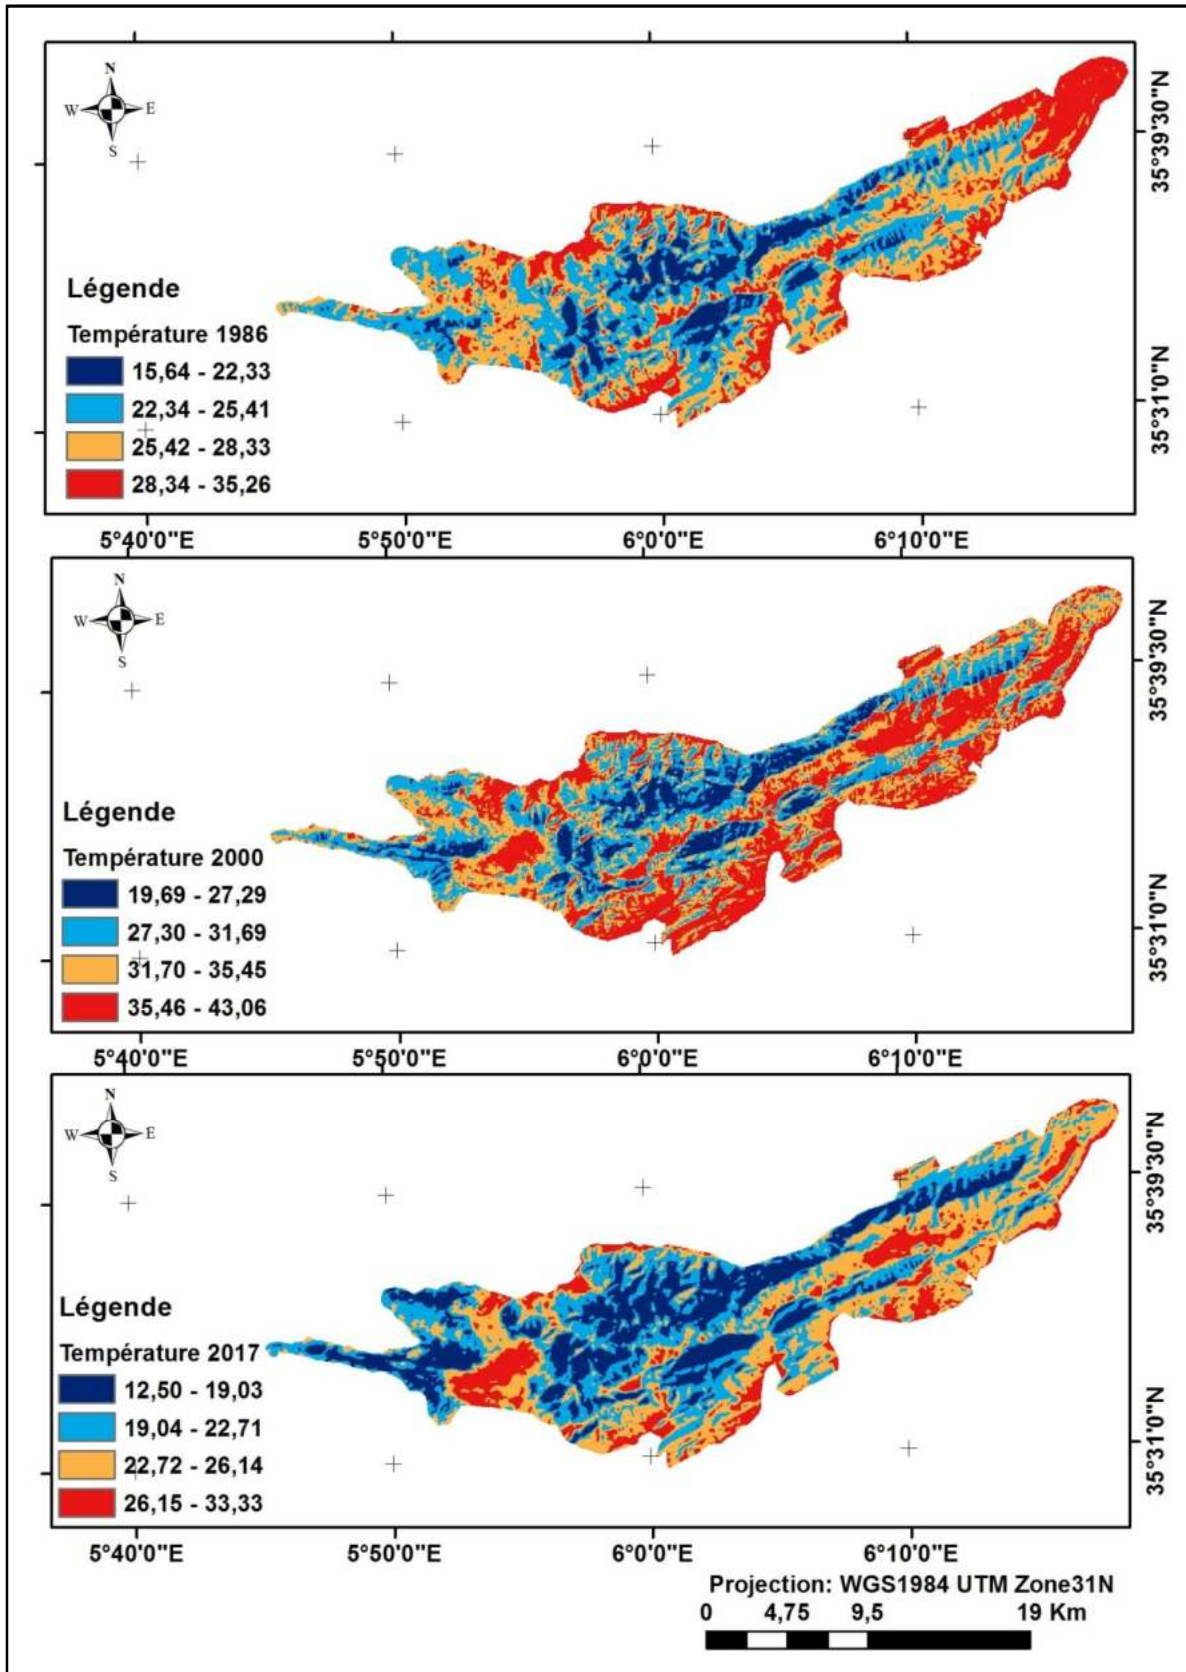 N
W E
S
35°39'30"N
Légende
Température 1986
15,64 - 22,33
22,34 - 25,41
25,42 - 28,33
28,34 - 35,26
35°31'0"N
5°40'0"E 5°50'0"E 6°0'0"E 6°10'0"E
N
W E
S
35°39'30"N
Légende
Température 2000
19,69 - 27,29
27,30 - 31,69
31,70 - 35,45
35,46 - 43,06
35°31'0"N
5°40'0"E 5°50'0"E 6°0'0"E 6°10'0"E
N
W E
S
35°39'30"N
Légende
Température 2017
12,50 - 19,03
19,04 - 22,71
22,72 - 26,14
26,15 - 33,33
35°31'0"N
5°40'0"E 5°50'0"E 6°0'0"E 6°10'0"E
Projection: WGS1984 UTM Zone31N
0 4,75 9,5 19 Km